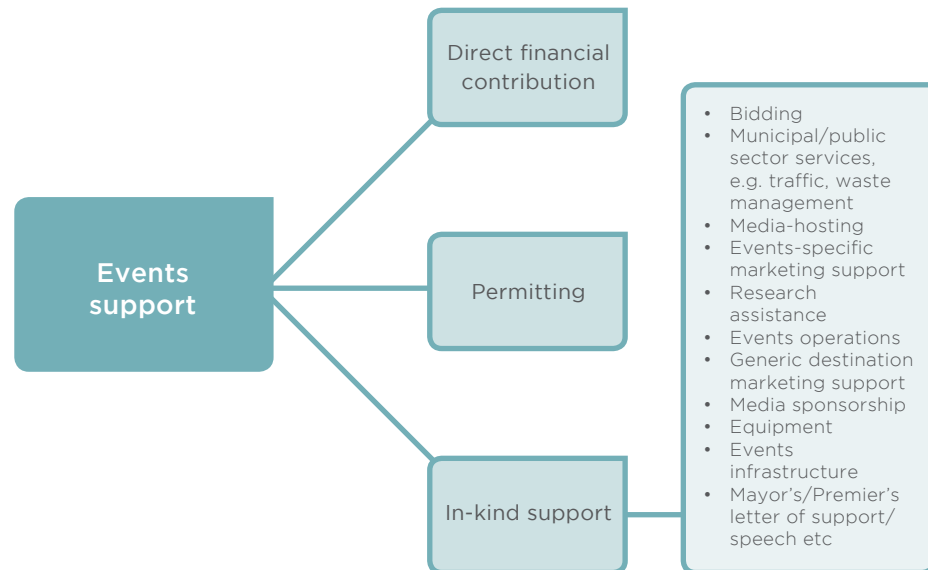 Direct financial
contribution
Events
support
Permitting
In-kind support
• Bidding
• Municipal/public
sector services,
e.g. traffic, waste
management
• Media-hosting
• Events-specific
marketing support
• Research
assistance
• Events operations
• Generic destination
marketing support
• Media sponsorship
• Equipment
• Events
infrastructure
• Mayor’s/Premier’s
letter of support/
speech etc